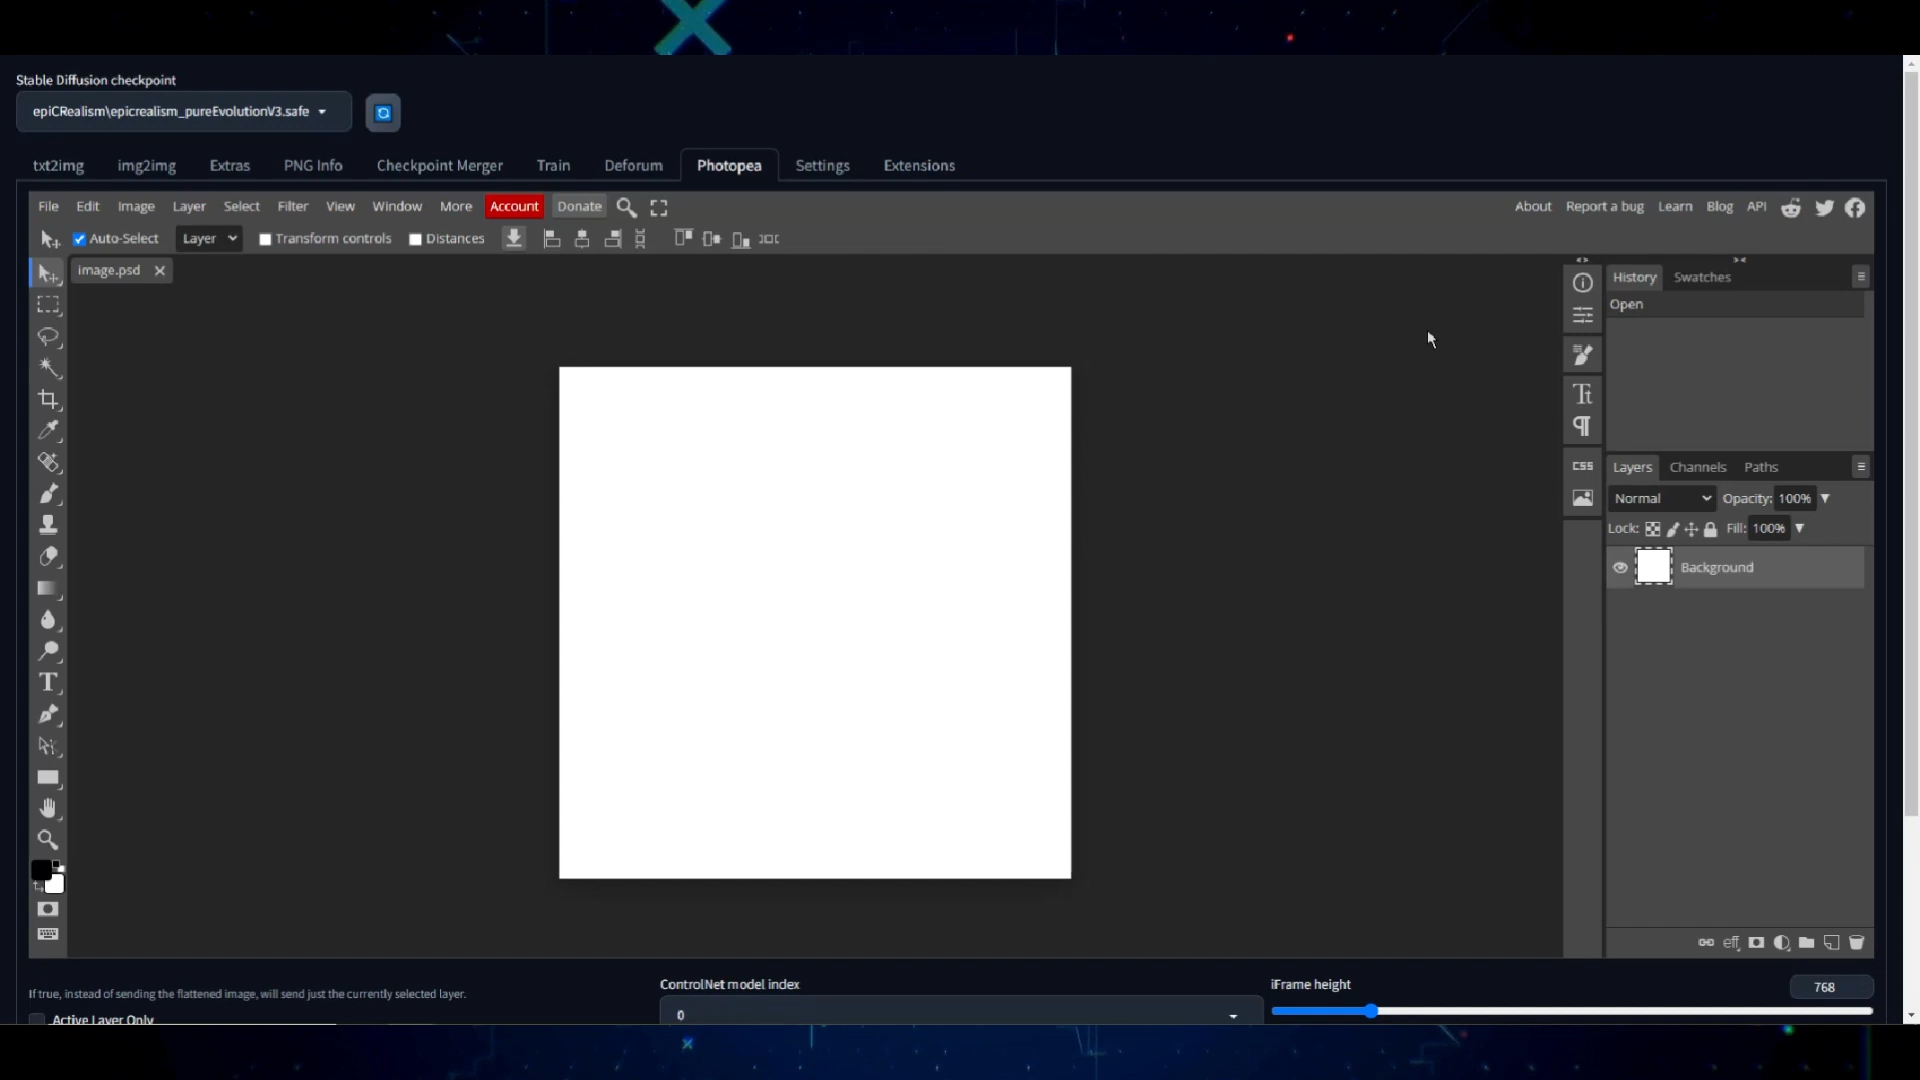 Stable Diffusion checkpoint
epiCRealism\epicrealism_pureEvolutionV3.safe
txt2img img2img Extras PNG Info Checkpoint Merger Train Deforum Photopea Settings Extensions
File Edit Image Layer Select Filter View Window More Account Donate About Report a bug Learn Blog API
Auto-Select Layer Transform controls Distances
image.psd
History Swatches
Open
Tt
CSS
Layers Channels Paths
Normal Opacity: 100%
Lock: Fill: 100%
Background
T
eff
If true, instead of sending the flattened image, will send just the currently selected layer.
Active Layer Only
ControlNet model index
0
iFrame height
768